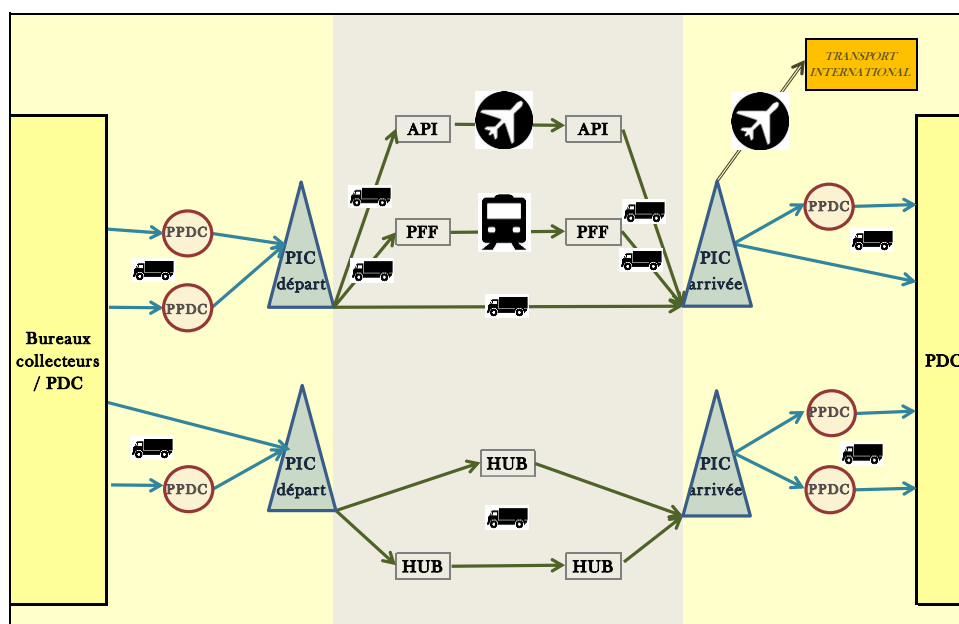 TRANSPORT
INTERNATIONAL
API
API
PPDC
PPDC
PFF
PFF
PIC
départ
PIC
arrivée
PPDC
Bureaux
collecteurs
/ PDC
PDC
PPDC
PIC
départ
HUB
PIC
arrivée
PPDC
PPDC
HUB
HUB